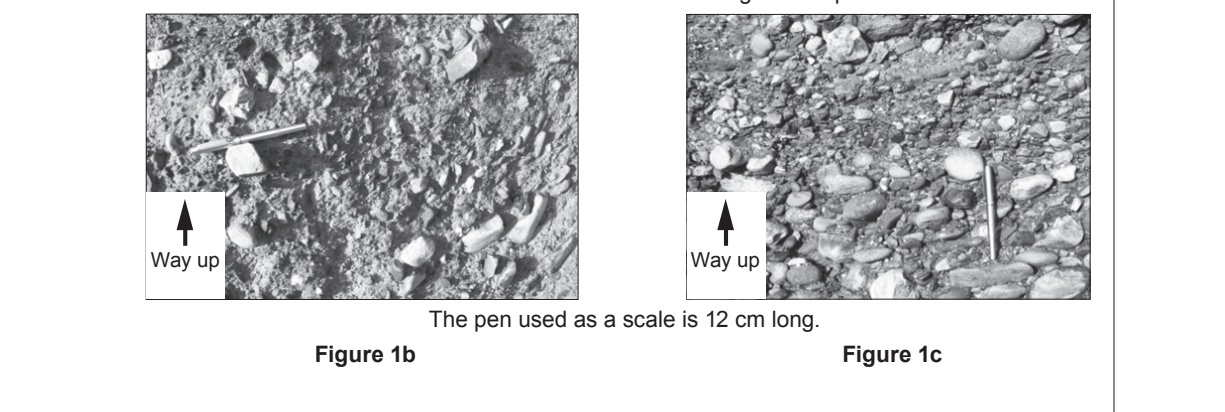 Way up
Way up
The pen used as a scale is 12 cm long.
Figure 1b
Figure 1c